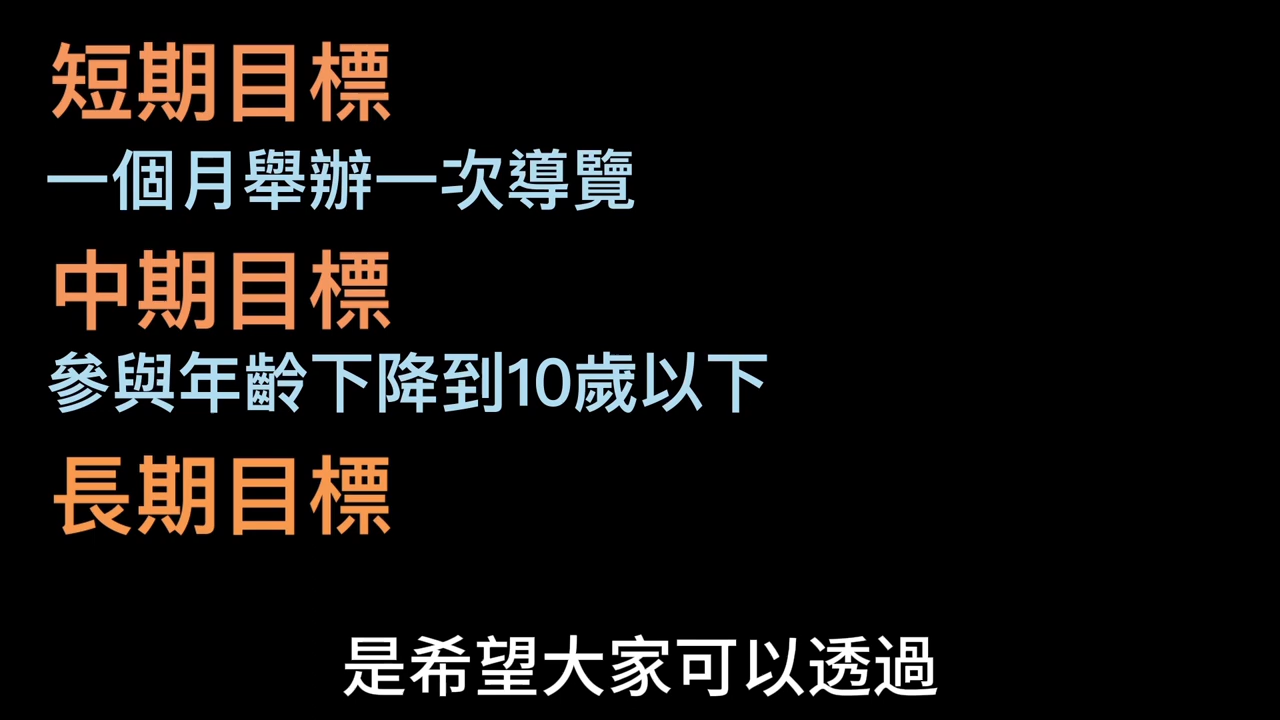 短期目標
一個月舉辦一次導覽
中期目標
參與年齡下降到10歲以下
長期目標
是希望大家可以透過